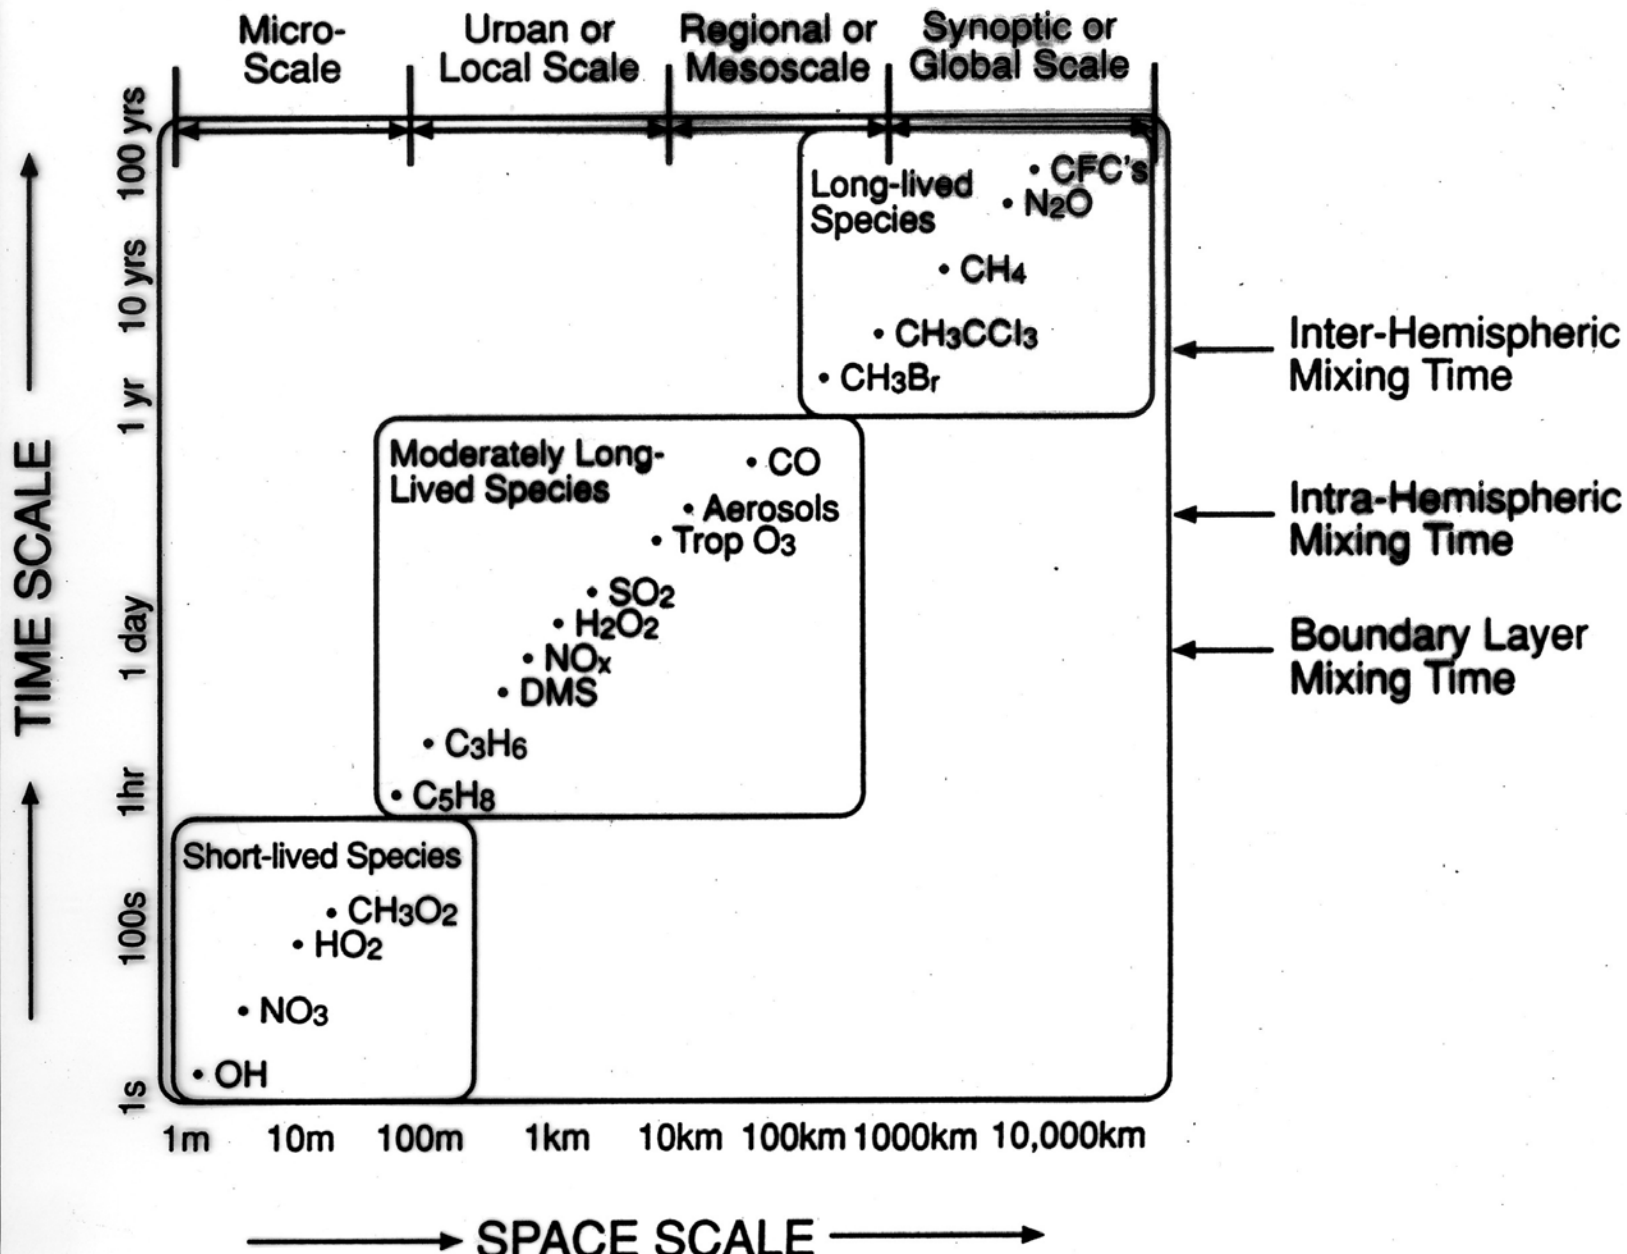 Micro-
Scale
Urban or
Local Scale
Regional or
Mesoscale
Synoptic or
Global Scale
TIME SCALE
100 yrs
10 yrs
1 yr
1 day
1hr
100s
1s
Long-lived
Species
CFC's
N2O
CH4
CH3CCl3
CH3Br
Moderately Long-
Lived Species
CO
Aerosols
Trop O3
SO2
H2O2
NOx
DMS
C3H6
C5H8
Short-lived Species
CH3O2
HO2
NO3
OH
Inter-Hemispheric
Mixing Time
Intra-Hemispheric
Mixing Time
Boundary Layer
Mixing Time
1m 10m 100m 1km 10km 100km 1000km 10,000km
SPACE SCALE